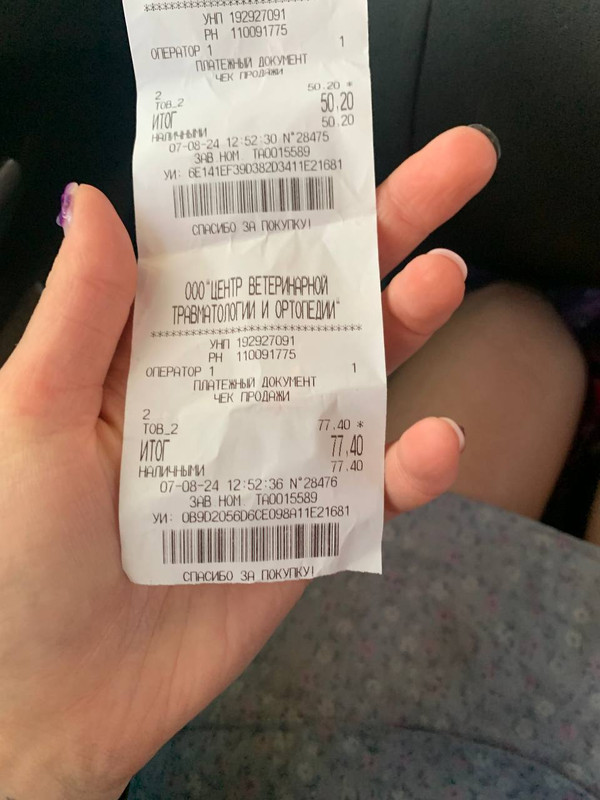 ************************
УНП 192927091
РН 110091775
ОПЕРАТОР 1 1
ПЛАТЕЖНЫЙ ДОКУМЕНТ
ЧЕК ПРОДАЖИ
50.20 *
2
ТОВ_2 50.20
ИТОГ 50.20
НАЛИЧНЫМИ
07-08-24 12:52:30 N°28475
ЗАВ НОМ TA0015589
УИ: 6E141EF39D382D3411E21681
СПАСИБО ЗА ПОКУПКУ!
ООО"ЦЕНТР ВЕТЕРИНАРНОЙ
ТРАВМАТОЛОГИИ И ОРТОПЕДИИ"
************************
УНП 192927091
РН 110091775
ОПЕРАТОР 1 1
ПЛАТЕЖНЫЙ ДОКУМЕНТ
ЧЕК ПРОДАЖИ
2
ТОВ_2 77.40 *
ИТОГ 77,40
НАЛИЧНЫМИ 77.40
07-08-24 12:52:36 N°28476
ЗАВ НОМ TA0015589
УИ: 0B9D2056D6CE098A11E21681
СПАСИБО ЗА ПОКУПКУ!